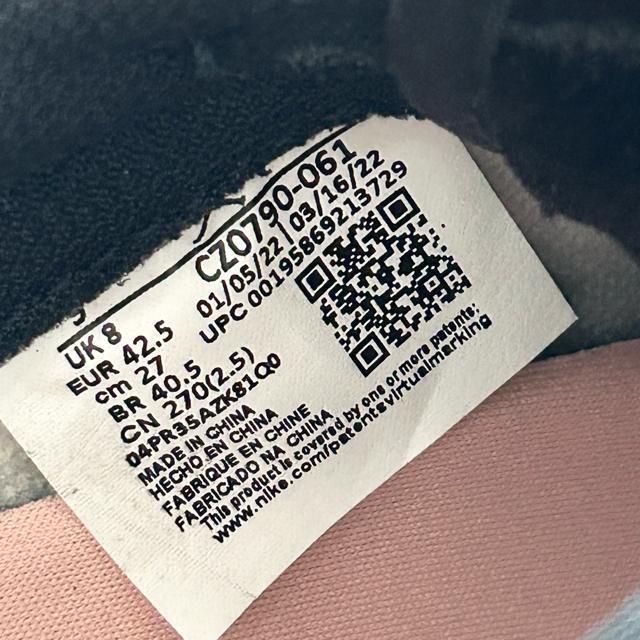 CZ0790-061
01/05/22 | 03/16/22
UPC 00195869213729
UK 8
EUR 42.5
cm 27
BR 40.5
CN 270(2.5)
04PR35AZK81Q0
MADE IN CHINA
HECHO EN CHINA
FABRIQUE EN CHINE
FABRICADO NA CHINA
This product is covered by one or more patents:
www.nike.com/patentsvirtualmarking